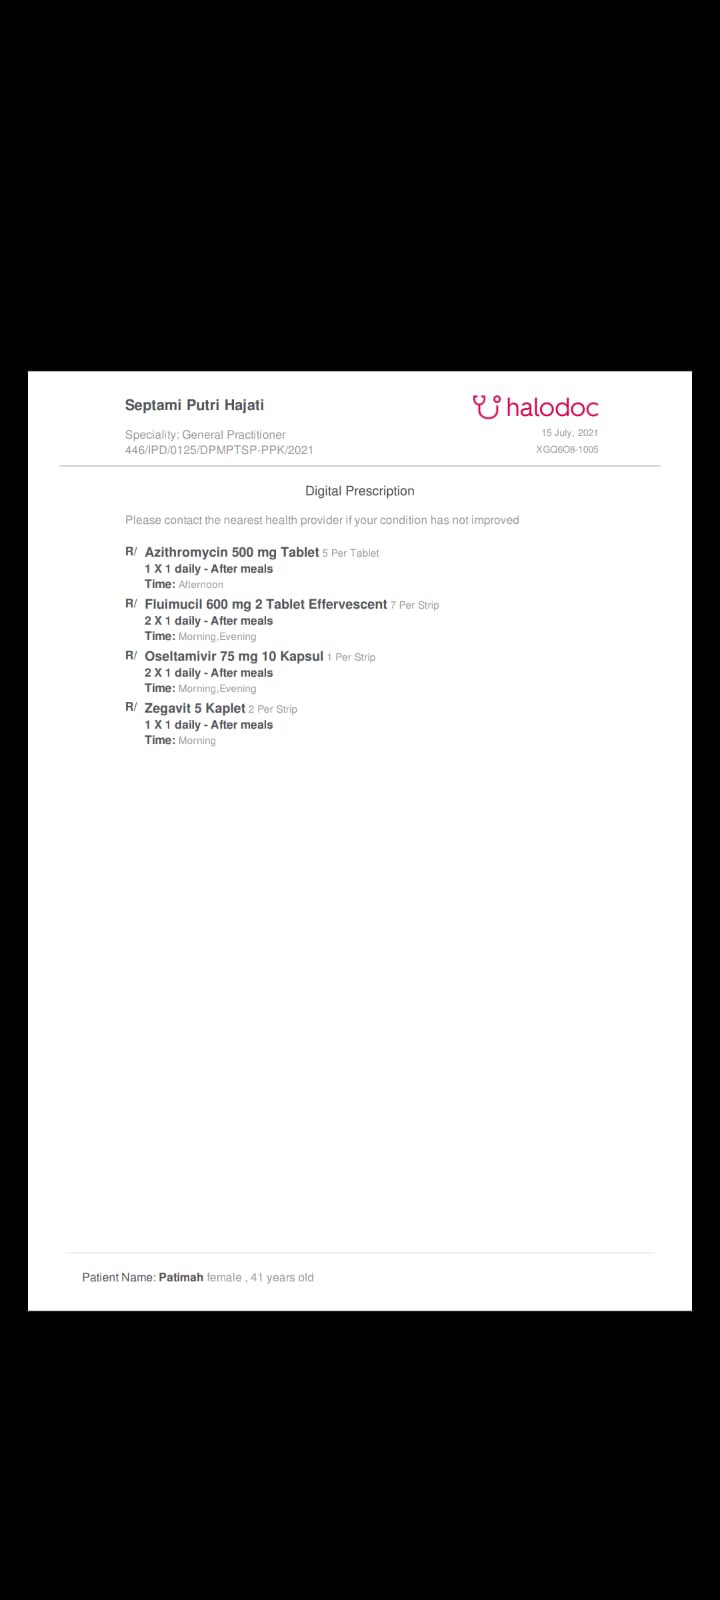 Septami Putri Hajati
halodoc
Speciality: General Practitioner
15 July, 2021
446/IPD/0125/DPMPTSP-PPK/2021
XGQ6O8-1005
Digital Prescription
Please contact the nearest health provider if your condition has not improved
R/ Azithromycin 500 mg Tablet 5 Per Tablet
1 X 1 daily - After meals
Time: Afternoon
R/ Fluimucil 600 mg 2 Tablet Effervescent 7 Per Strip
2 X 1 daily - After meals
Time: Morning,Evening
R/ Oseltamivir 75 mg 10 Kapsul 1 Per Strip
2 X 1 daily - After meals
Time: Morning,Evening
R/ Zegavit 5 Kaplet 2 Per Strip
1 X 1 daily - After meals
Time: Morning
Patient Name: Patimah female , 41 years old